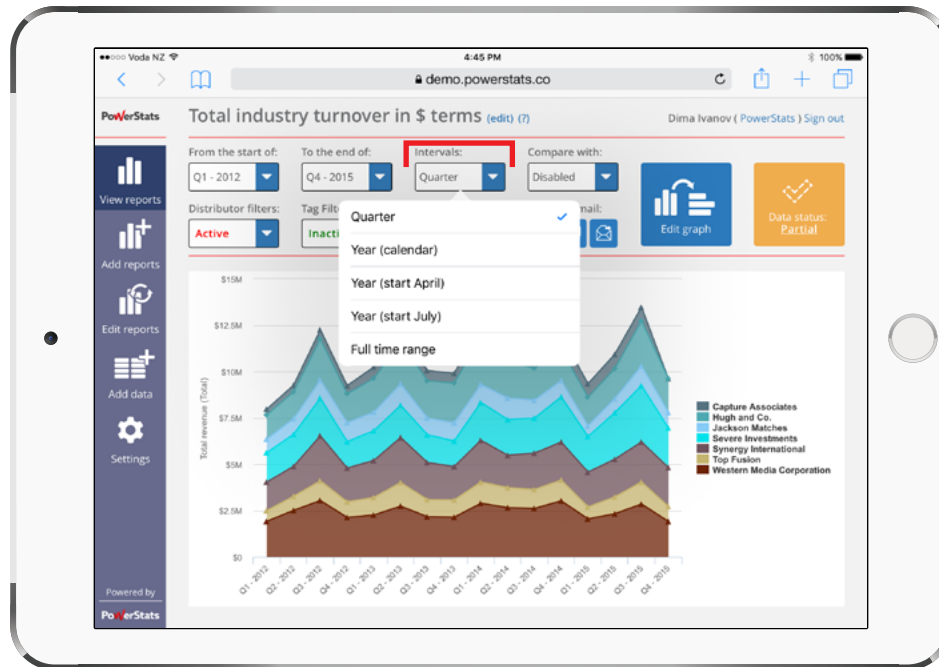 Voda NZ
4:45 PM
100%
demo.powerstats.co
PowerStats
Total industry turnover in $ terms (edit) (?)
Dima Ivanov ( PowerStats ) Sign out
From the start of:
To the end of:
Intervals:
Compare with:
Q1 - 2012
Q4 - 2015
Quarter
Disabled
View reports
Distributor filters:
Tag Filt
mail:
Active
Inacti
Edit graph
Data status:
Partial
Quarter
Year (calendar)
Year (start April)
Year (start July)
Full time range
Add reports
Edit reports
Add data
Settings
Powered by
PowerStats
$15M
$12.5M
$10M
$7.5M
$5M
$2.5M
$0
Total revenue (Total)
Q1 - 2012
Q2 - 2012
Q3 - 2012
Q4 - 2012
Q1 - 2013
Q2 - 2013
Q3 - 2013
Q4 - 2013
Q1 - 2014
Q2 - 2014
Q3 - 2014
Q4 - 2014
Q1 - 2015
Q2 - 2015
Q3 - 2015
Q4 - 2015
Capture Associates
Hugh and Co.
Jackson Matches
Severe Investments
Synergy International
Top Fusion
Western Media Corporation